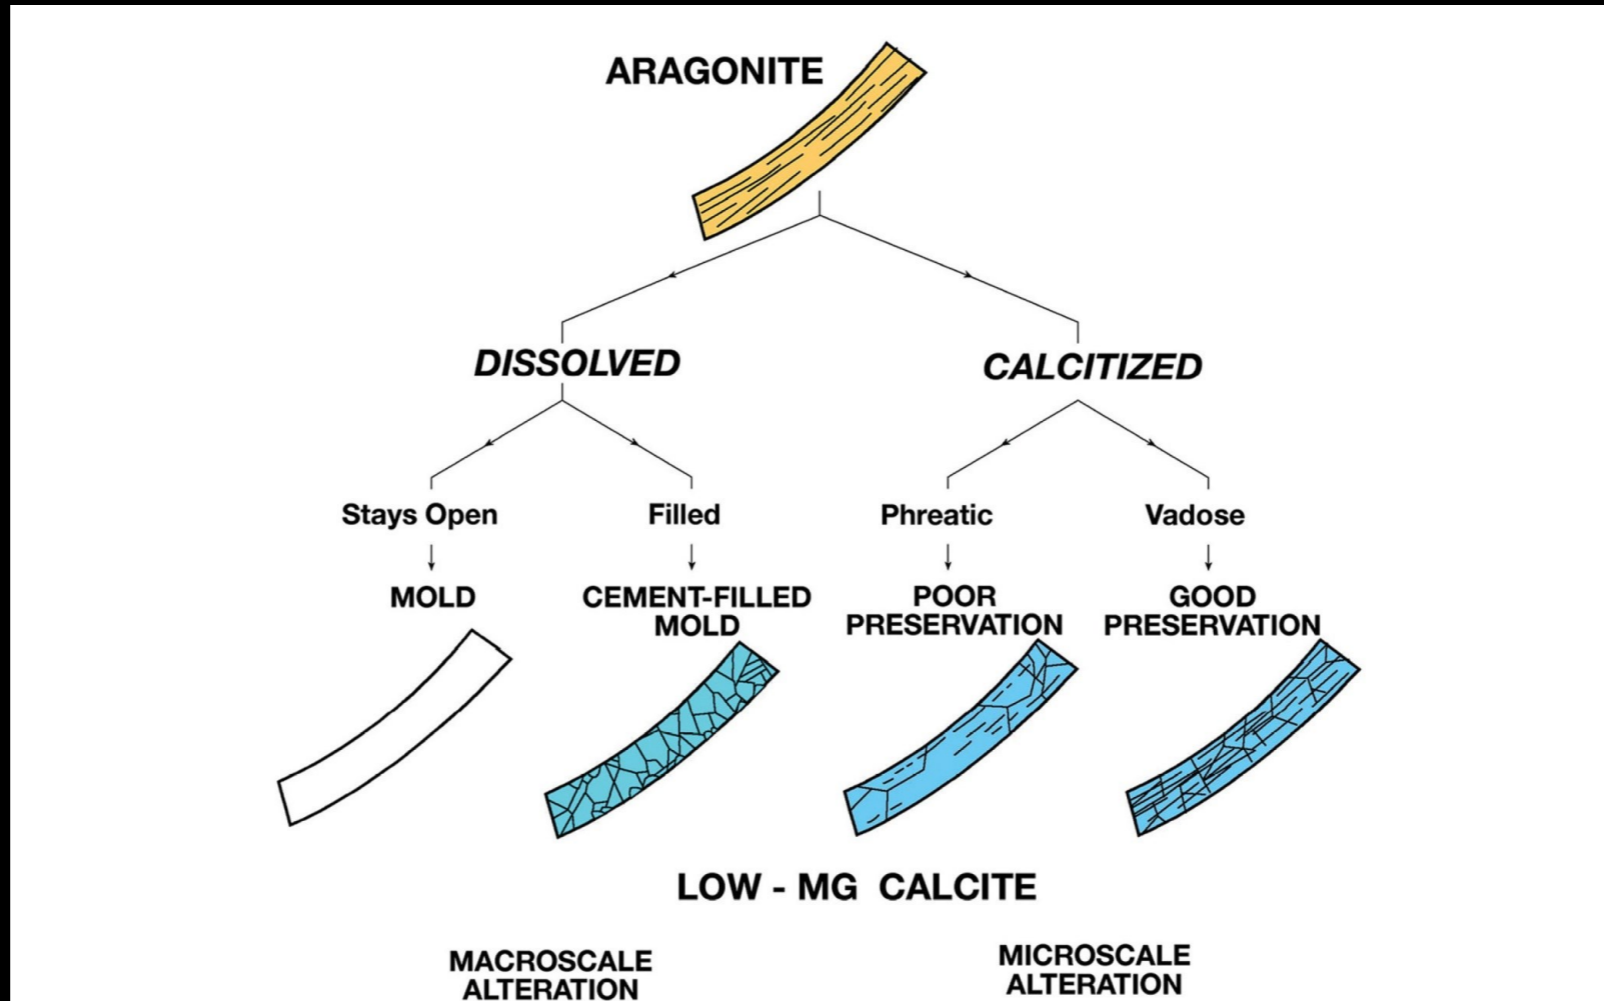 ARAGONITE
DISSOLVED
CALCITIZED
Stays Open
Filled
Phreatic
Vadose
MOLD
CEMENT-FILLED
MOLD
POOR
PRESERVATION
GOOD
PRESERVATION
LOW - MG CALCITE
MACROSCALE
ALTERATION
MICROSCALE
ALTERATION